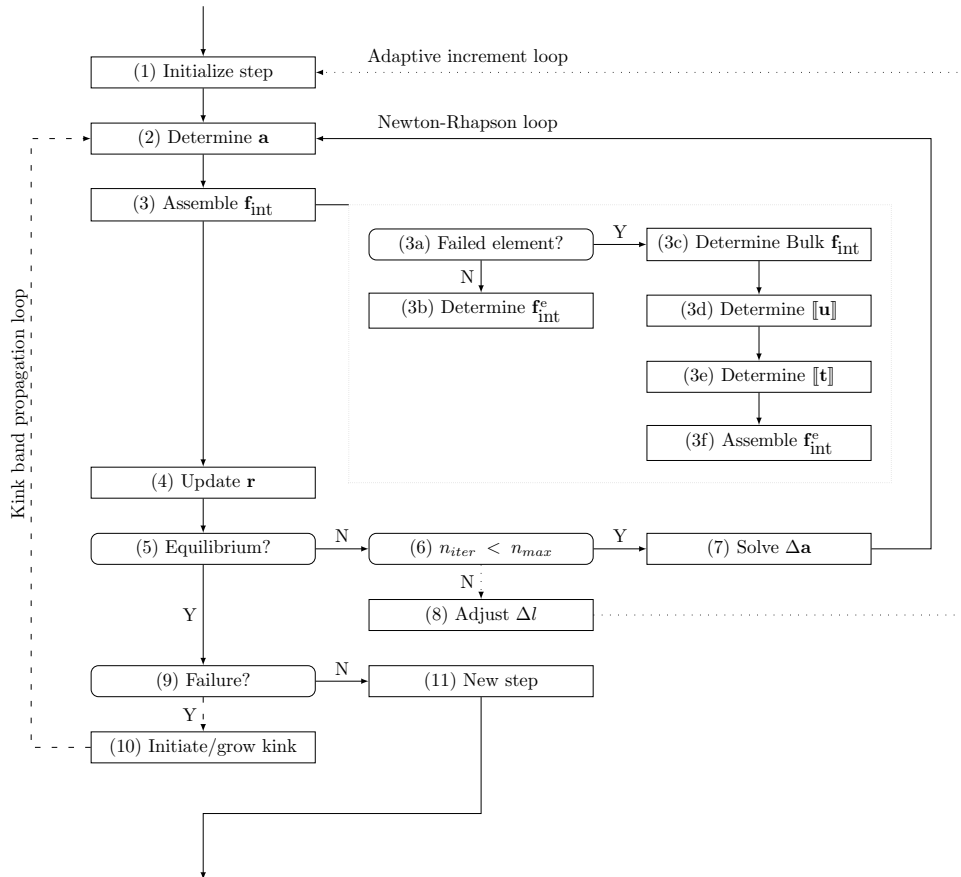 Adaptive increment loop
(1) Initialize step
Newton-Rhapson loop
(2) Determine a
(3) Assemble f_int
(3a) Failed element?
Y
(3c) Determine Bulk f_int
N
(3b) Determine f^e_int
(3d) Determine ⟦u⟧
(3e) Determine ⟦t⟧
(3f) Assemble f^e_int
Kink band propagation loop
(4) Update r
(5) Equilibrium?
N
(6) n_iter < n_max
Y
(7) Solve Δa
N
(8) Adjust Δl
Y
(9) Failure?
N
(11) New step
Y
(10) Initiate/grow kink